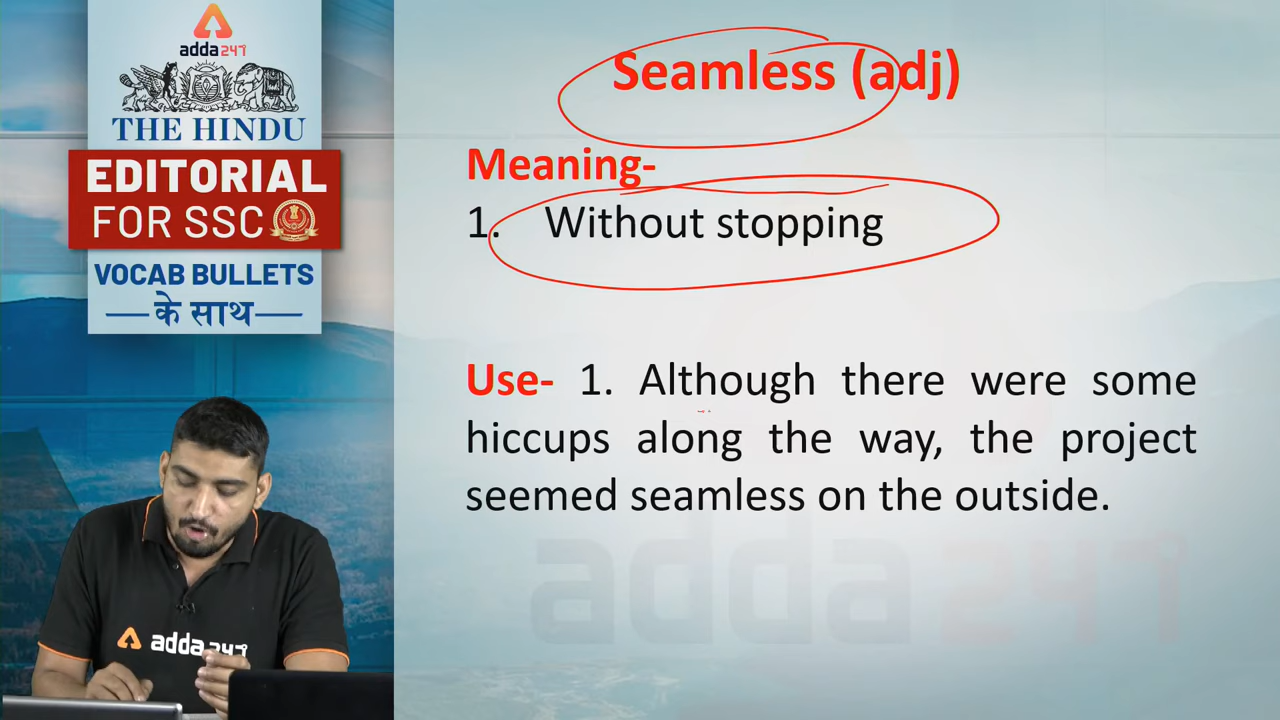 adda247
THE HINDU
EDITORIAL
FOR SSC
VOCAB BULLETS
के साथ
Seamless (adj)
Meaning-
1. Without stopping
Use- 1. Although there were some
hiccups along the way, the project
seemed seamless on the outside.
adda247
adda247